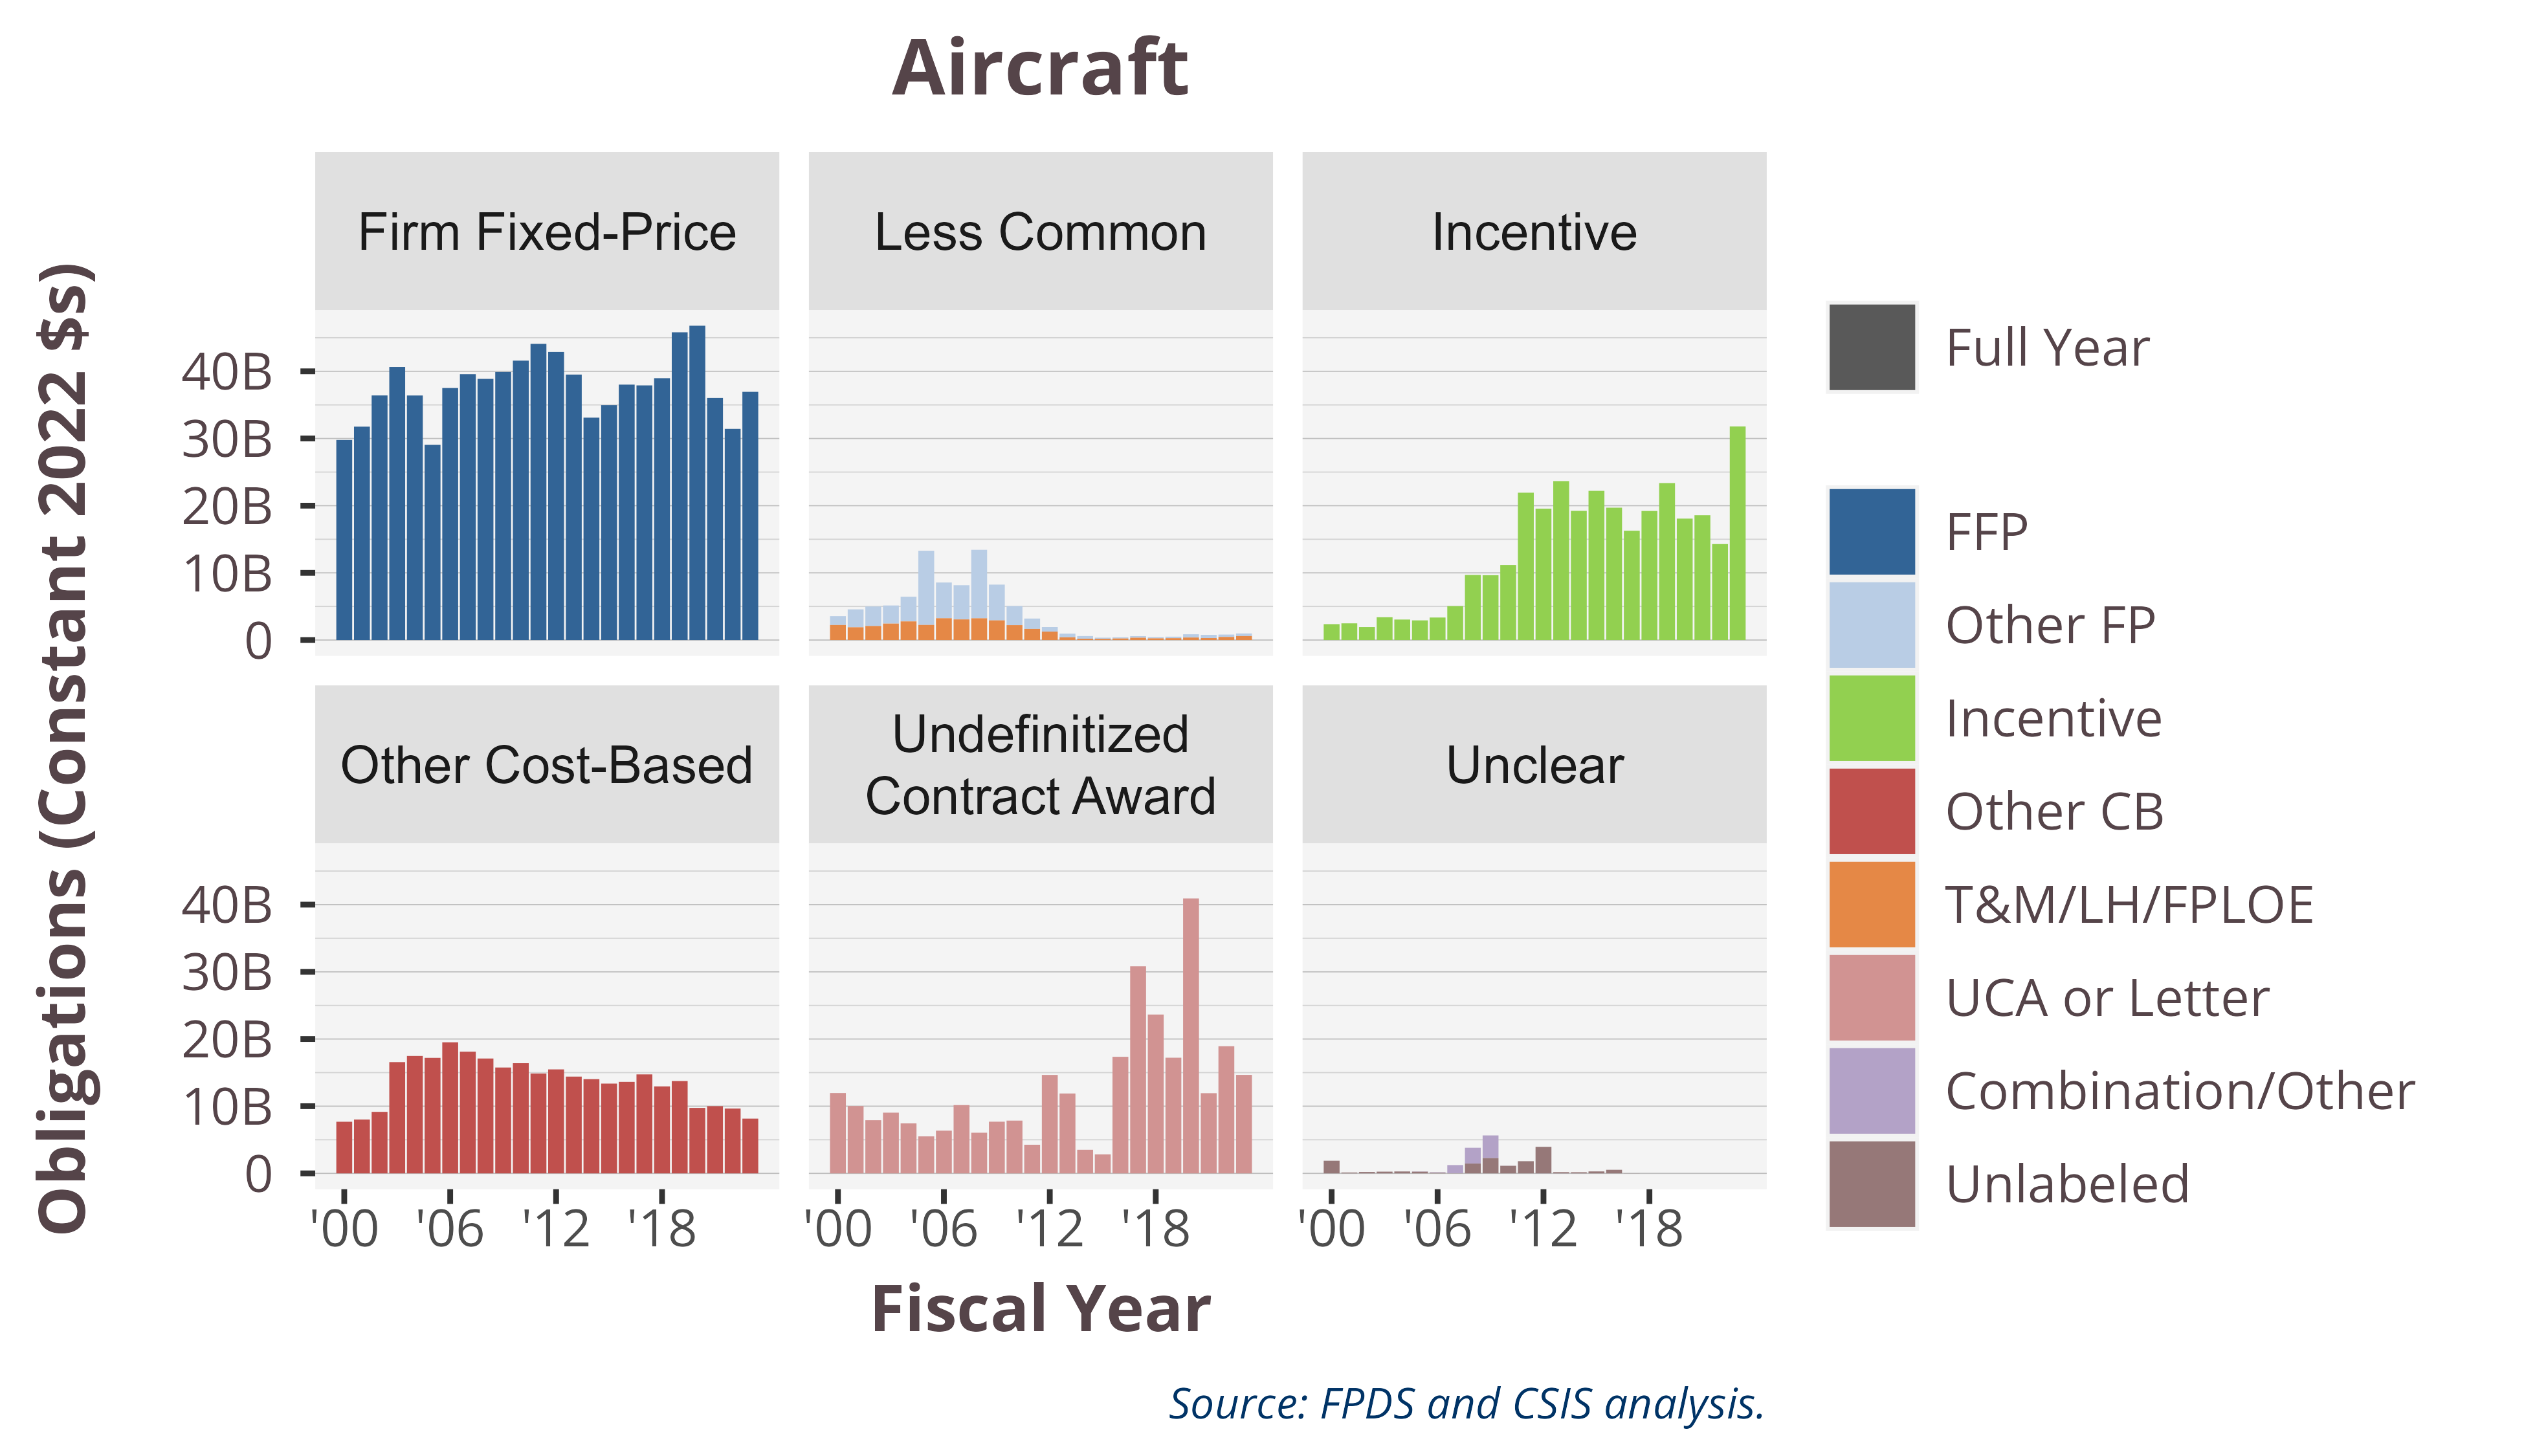 Aircraft
Obligations (Constant 2022 $s)
Firm Fixed-Price
Less Common
Incentive
40B
30B
20B
10B
0
Other Cost-Based
Undefinitized
Contract Award
Unclear
40B
30B
20B
10B
0
'00 '06 '12 '18
'00 '06 '12 '18
'00 '06 '12 '18
Fiscal Year
Full Year
FFP
Other FP
Incentive
Other CB
T&M/LH/FPLOE
UCA or Letter
Combination/Other
Unlabeled
Source: FPDS and CSIS analysis.